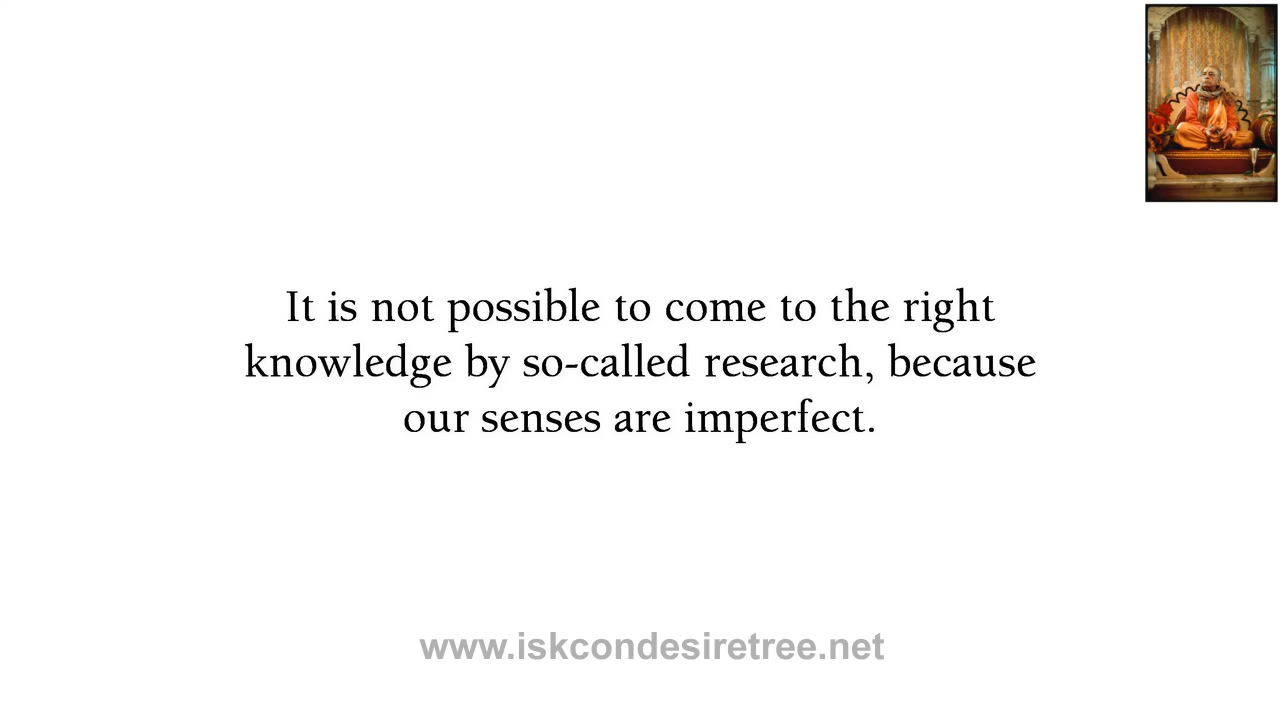 It is not possible to come to the right
knowledge by so-called research, because
our senses are imperfect.
www.iskcondesiretree.net